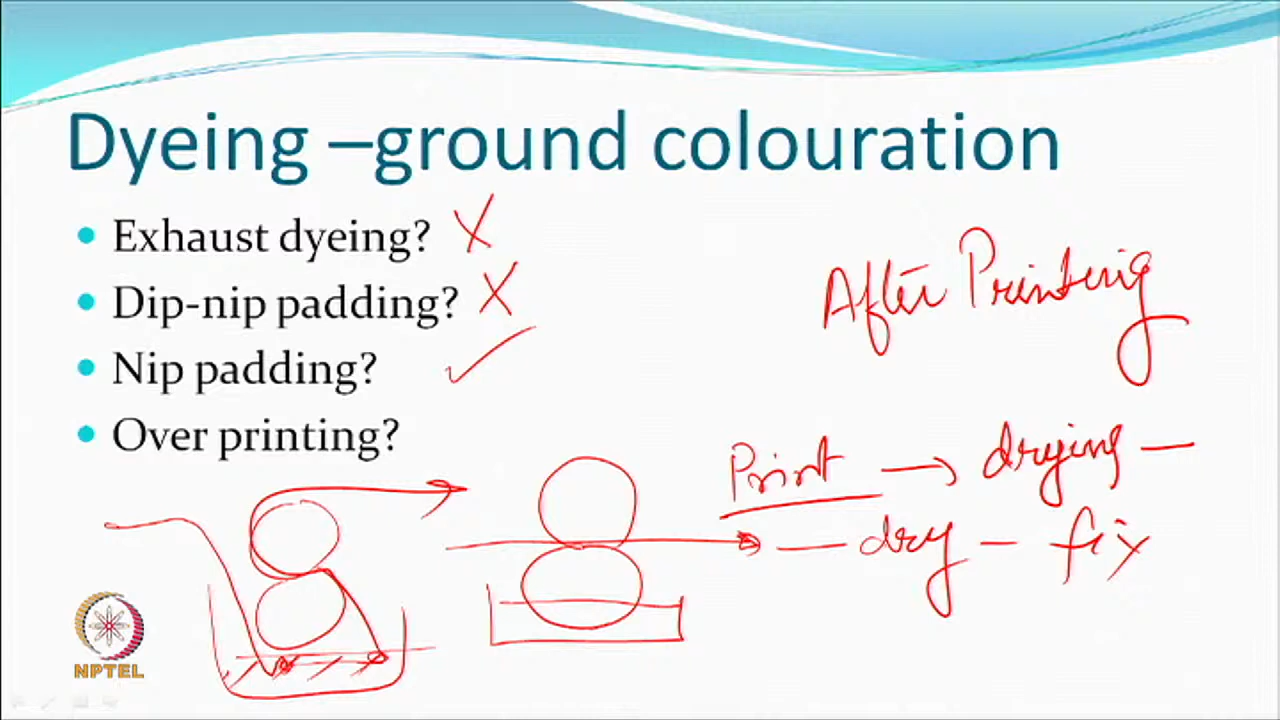 Dyeing –ground colouration
Exhaust dyeing? X
Dip-nip padding? X
Nip padding? ✓
Over printing?
After Printing
Print → drying —
— dry — fix
NPTEL